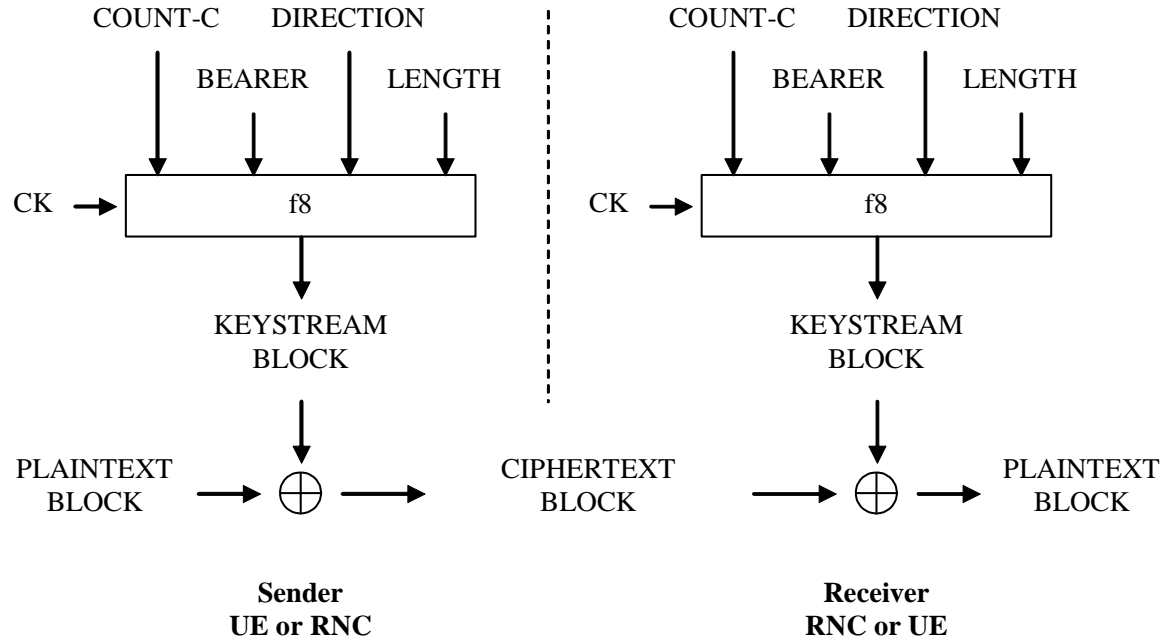 COUNT-C DIRECTION
BEARER LENGTH
CK f8
KEYSTREAM
BLOCK
COUNT-C DIRECTION
BEARER LENGTH
CK f8
KEYSTREAM
BLOCK
PLAINTEXT
BLOCK
CIPHERTEXT
BLOCK
PLAINTEXT
BLOCK
Sender
UE or RNC
Receiver
RNC or UE